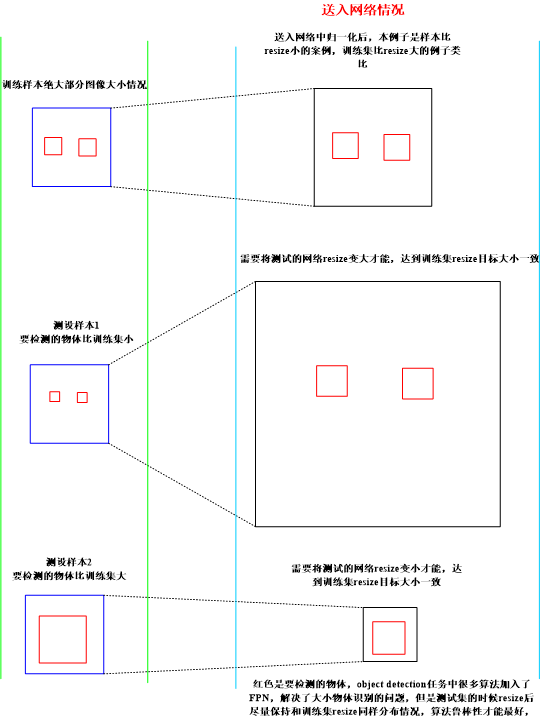 送入网络情况
送入网络中归一化后，本例子是样本比
resize小的案例，训练集比resize大的例子类
比
训练样本绝大部分图像大小情况
需要将测试的网络resize变大才能，达到训练集resize目标大小一致
测设样本1
要检测的物体比训练集小
测设样本2
要检测的物体比训练集大
需要将测试的网络resize变小才能，达
到训练集resize目标大小一致
红色是要检测的物体，object detection任务中很多算法加入了
FPN，解决了大小物体识别的问题，但是测试集的时候resize后
尽量保持和训练集resize同样分布情况，算法鲁棒性才能最好，